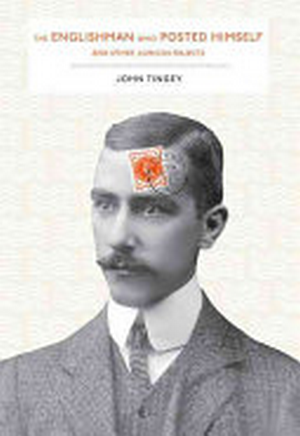 THE ENGLISHMAN WHO POSTED HIMSELF
AND OTHER CURIOUS OBJECTS
JOHN TINGEY